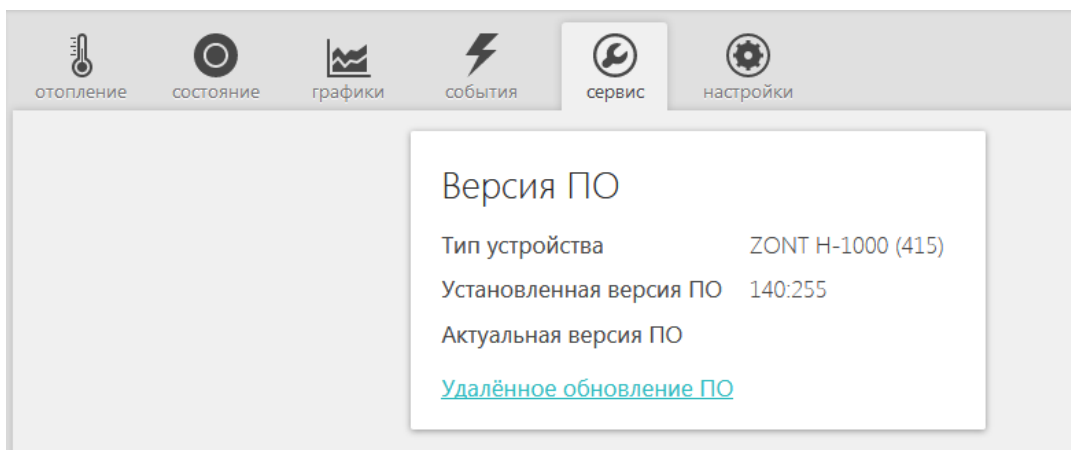 отопление состояние графики события сервис настройки
Версия ПО
Тип устройства ZONT H-1000 (415)
Установленная версия ПО 140:255
Актуальная версия ПО
Удалённое обновление ПО